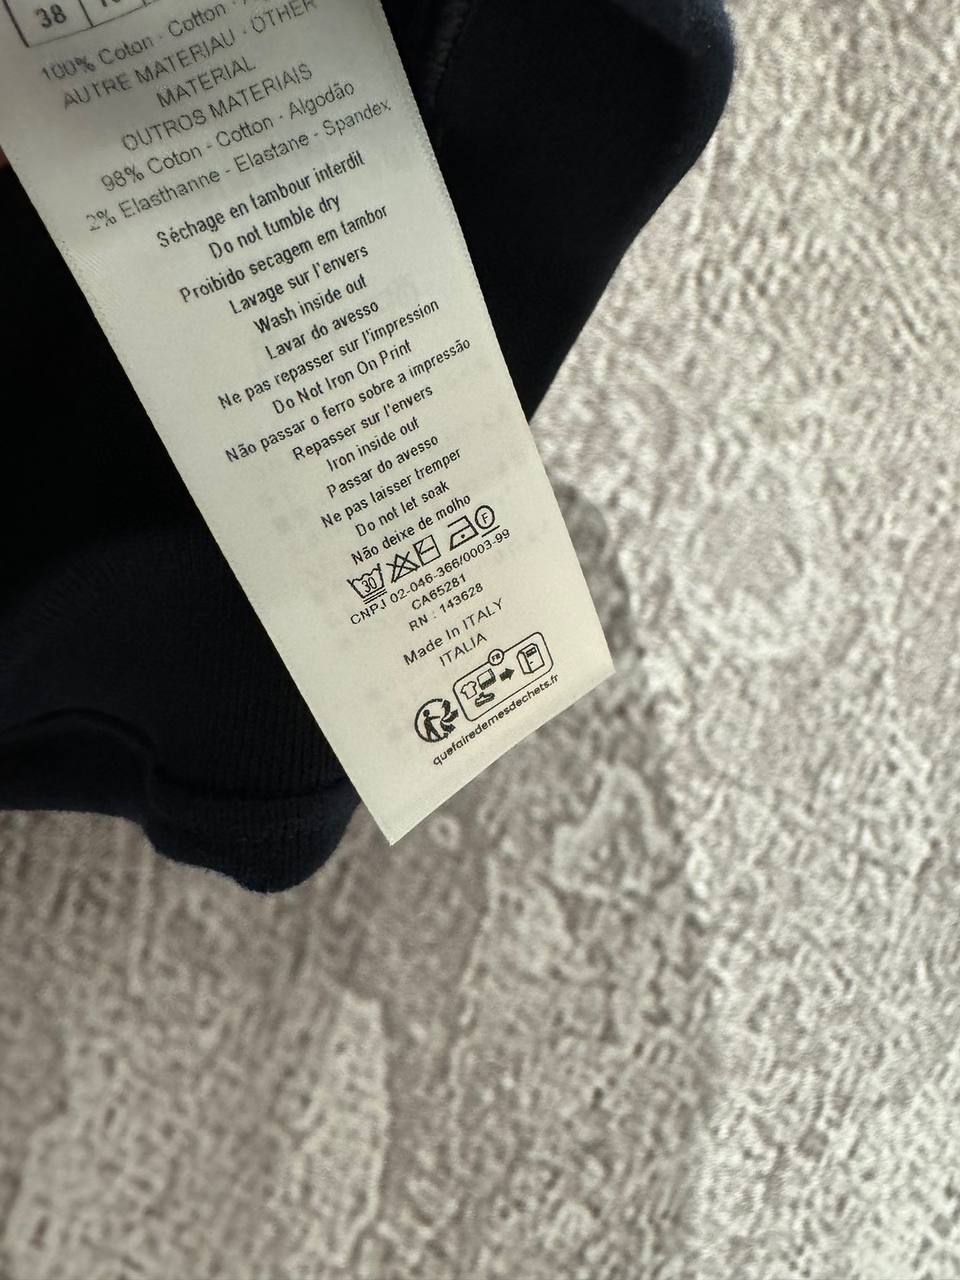 38
100% Coton - Cotton -
AUTRE MATERIAU - OTHER
MATERIAL
OUTROS MATERIAIS
98% Coton - Cotton - Algodão
2% Elasthanne - Elastane - Spandex
Séchage en tambour interdit
Do not tumble dry
Proibido secagem em tambor
Lavage sur l'envers
Wash inside out
Lavar do avesso
Ne pas repasser sur l'impression
Do Not Iron On Print
Não passar o ferro sobre a impressão
Repasser sur l'envers
Iron inside out
Passar do avesso
Ne pas laisser tremper
Do not let soak
Não deixe de molho
30 F
CNPJ 02-046-366/0003-99
CA65281
RN : 143628
Made In ITALY
ITALIA
FR
quefairedemesdechets.fr